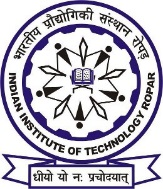 भारतीय प्रौद्योगिकी संस्थान रोपड़
INDIAN INSTITUTE OF TECHNOLOGY ROPAR
धीयो यो न: प्रचोदयात्